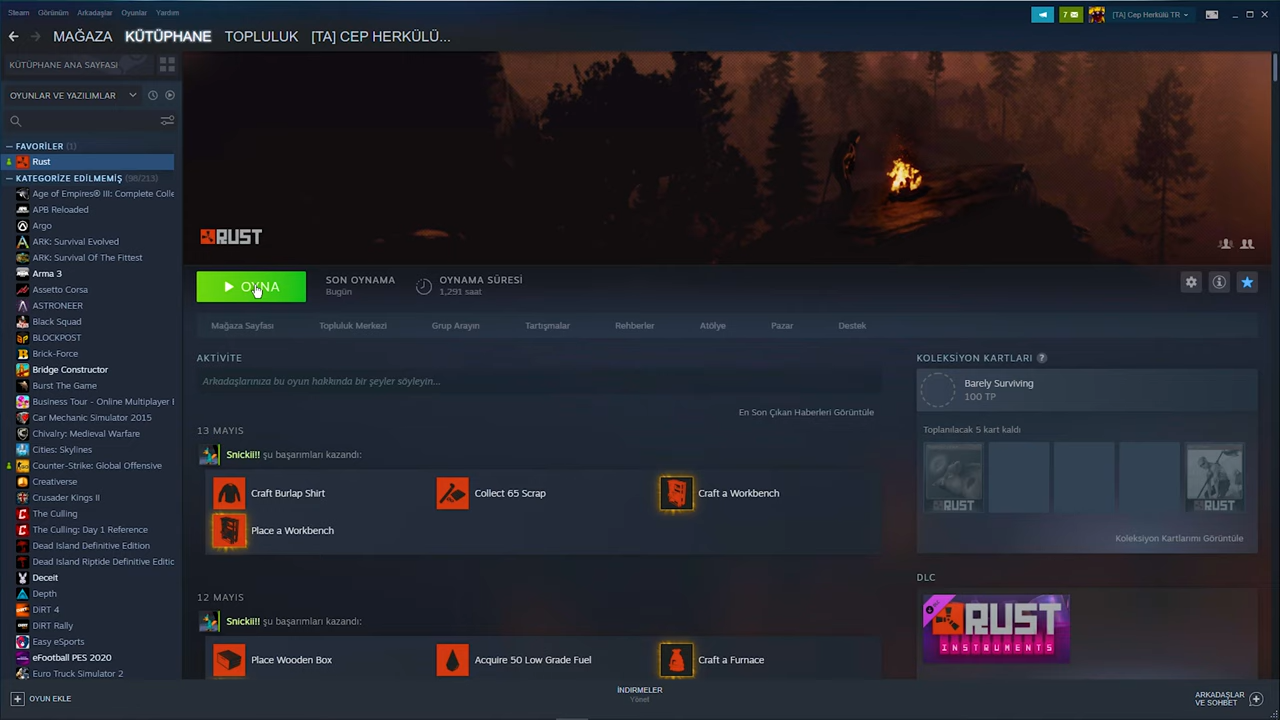 Steam Görünüm Arkadaşlar Oyunlar Yardım
7
[TA] Cep Herkülü TR
MAĞAZA KÜTÜPHANE TOPLULUK [TA] CEP HERKÜLÜ...
KÜTÜPHANE ANA SAYFASI
OYUNLAR VE YAZILIMLAR
FAVORİLER (1)
Rust
KATEGORİZE EDİLMEMİŞ (98/213)
Age of Empires® III: Complete Colle
APB Reloaded
Argo
ARK: Survival Evolved
ARK: Survival Of The Fittest
Arma 3
Assetto Corsa
ASTRONEER
Black Squad
BLOCKPOST
Brick-Force
Bridge Constructor
Burst The Game
Business Tour - Online Multiplayer I
Car Mechanic Simulator 2015
Chivalry: Medieval Warfare
Cities: Skylines
Counter-Strike: Global Offensive
Creativerse
Crusader Kings II
The Culling
The Culling: Day 1 Reference
Dead Island Definitive Edition
Dead Island Riptide Definitive Editic
Deceit
Depth
DiRT 4
DiRT Rally
Easy eSports
eFootball PES 2020
Euro Truck Simulator 2
OYUN EKLE
RUST
OYNA
SON OYNAMA
Bugün
OYNAMA SÜRESİ
1,291 saat
Mağaza Sayfası Topluluk Merkezi Grup Arayın Tartışmalar Rehberler Atölye Pazar Destek
AKTİVİTE
Arkadaşlarınıza bu oyun hakkında bir şeyler söyleyin...
En Son Çıkan Haberleri Görüntüle
13 MAYIS
Snickii!! şu başarımları kazandı:
Craft Burlap Shirt Collect 65 Scrap Craft a Workbench
Place a Workbench
12 MAYIS
Snickii!! şu başarımları kazandı:
Place Wooden Box Acquire 50 Low Grade Fuel Craft a Furnace
KOLEKSİYON KARTLARI ?
Barely Surviving
100 TP
Toplanılacak 5 kart kaldı
RUST RUST
Koleksiyon Kartlarımı Görüntüle
DLC
RUST
INSTRUMENTS
İNDİRMELER
Yönet
ARKADAŞLAR
VE SOHBET